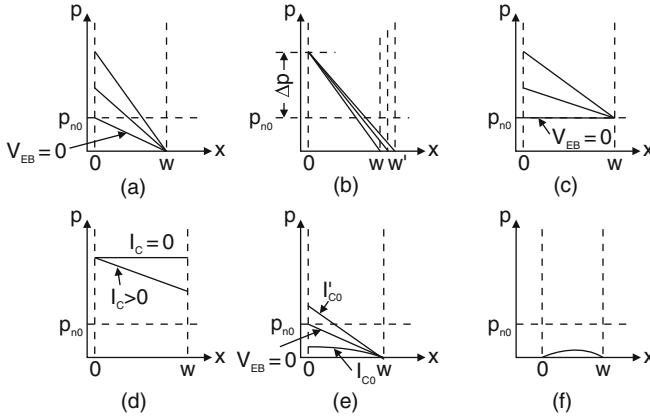 p
p_n0
V_EB = 0
0
w
x
(a)
p
Δp
p_n0
0
w
w'
x
(b)
p
p_n0
V_EB = 0
0
w
x
(c)
p
I_C = 0
I_C>0
p_n0
0
w
x
(d)
p
I'_C0
p_n0
V_EB = 0
I_C0
0
w
x
(e)
p
p_n0
0
w
x
(f)